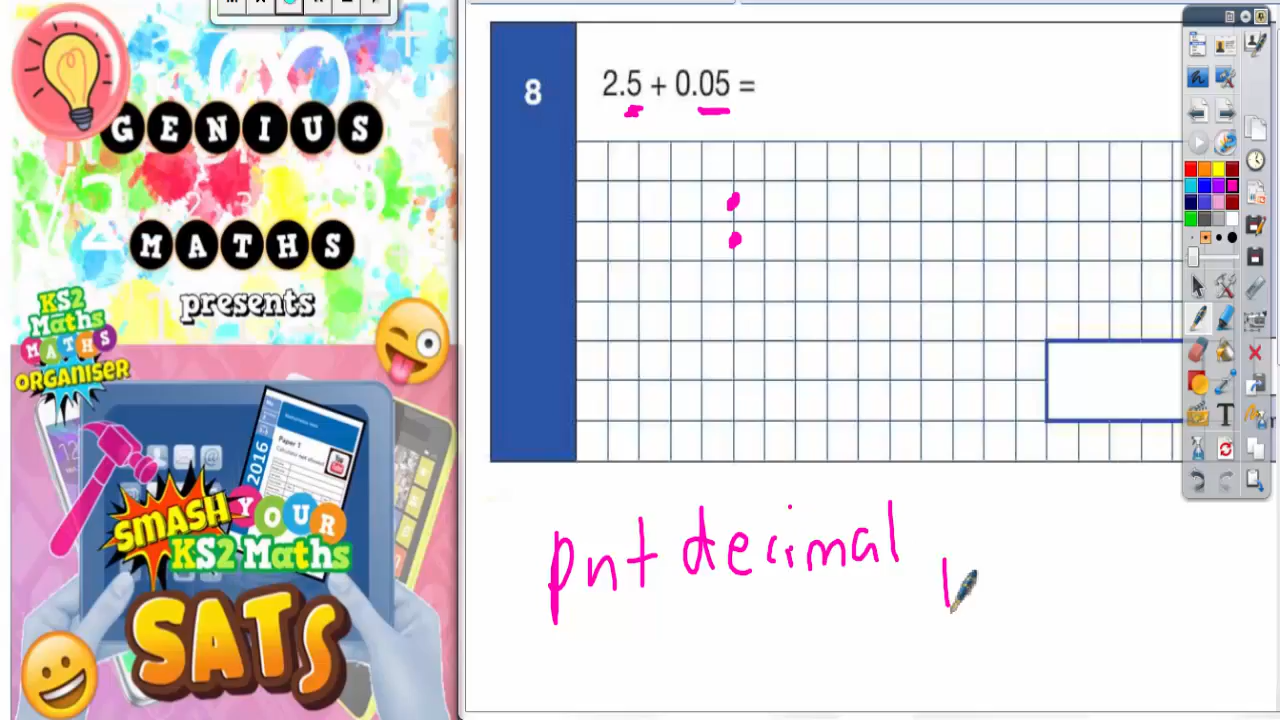 GENIUS
MATHS
presents
KS2
Maths
MATHS
ORGANISER
2016
Paper 1
SMASH YOUR
KS2 Maths
SATS
8
2.5 + 0.05 =
pnt decimal